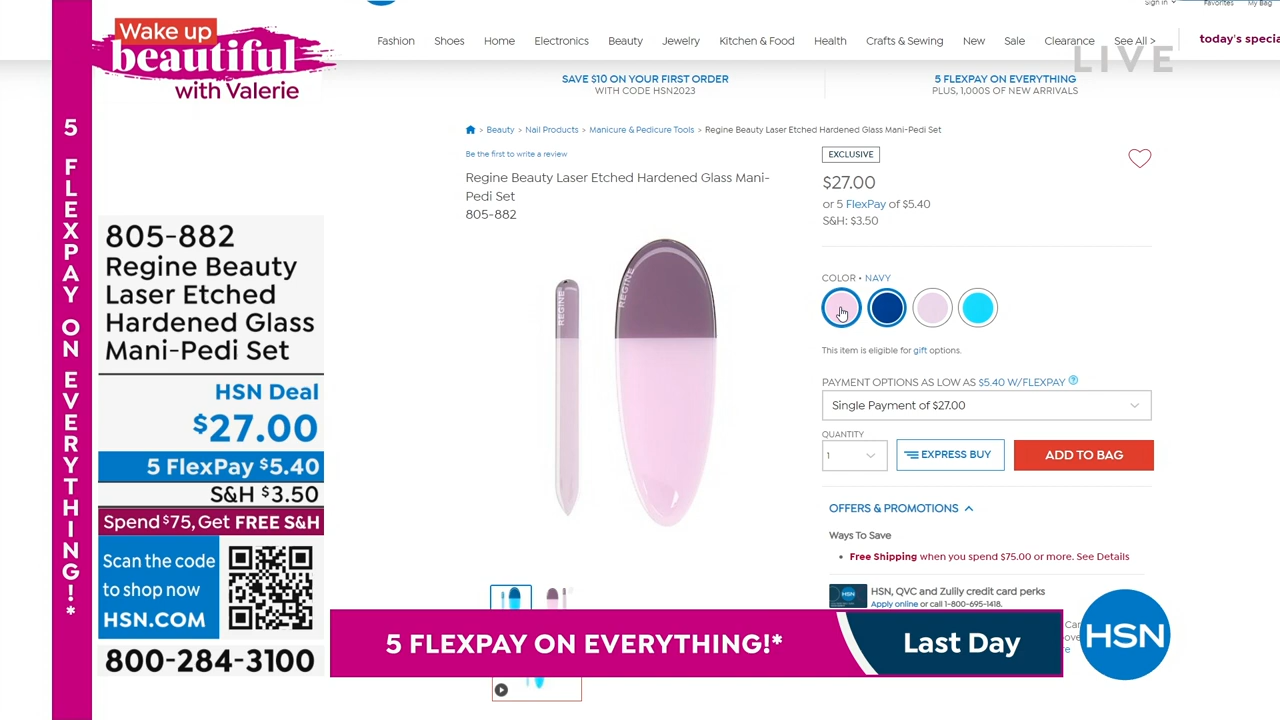 Wake up
beautiful
with Valerie
5 FLEXPAY ON EVERYTHING!*
805-882
Regine Beauty
Laser Etched
Hardened Glass
Mani-Pedi Set
HSN Deal
$27.00
5 FlexPay $5.40
S&H $3.50
Spend $75, Get FREE S&H
Scan the code
to shop now
HSN.COM
800-284-3100
Sign in
Favorites
My Bag
Fashion Shoes Home Electronics Beauty Jewelry Kitchen & Food Health Crafts & Sewing New Sale Clearance See All >
today's specia
LIVE
SAVE $10 ON YOUR FIRST ORDER
WITH CODE HSN2023
5 FLEXPAY ON EVERYTHING
PLUS, 1,000S OF NEW ARRIVALS
> Beauty > Nail Products > Manicure & Pedicure Tools > Regine Beauty Laser Etched Hardened Glass Mani-Pedi Set
Be the first to write a review
Regine Beauty Laser Etched Hardened Glass Mani-
Pedi Set
805-882
REGINE
REGINE
EXCLUSIVE
$27.00
or 5 FlexPay of $5.40
S&H: $3.50
COLOR • NAVY
This item is eligible for gift options.
PAYMENT OPTIONS AS LOW AS $5.40 W/FLEXPAY ?
Single Payment of $27.00
QUANTITY
1
EXPRESS BUY
ADD TO BAG
OFFERS & PROMOTIONS
Ways To Save
• Free Shipping when you spend $75.00 or more. See Details
HSN
HSN, QVC and Zulily credit card perks
Apply online or call 1-800-695-1418.
Car
5 FLEXPAY ON EVERYTHING!*
Last Day
HSN